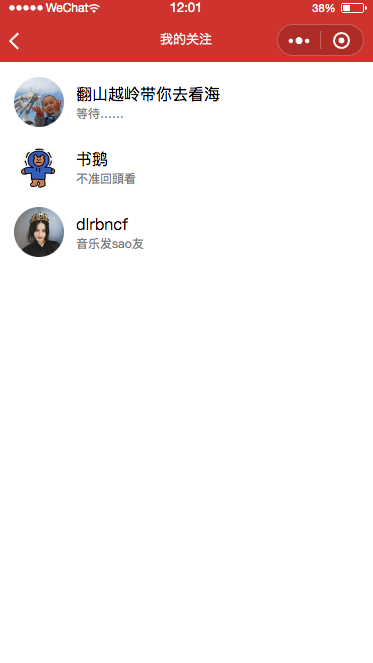 WeChat 12:01 38%
我的关注
翻山越岭带你去看海
等待……
书鹅
不准回頭看
dlrbncf
音乐发sao友